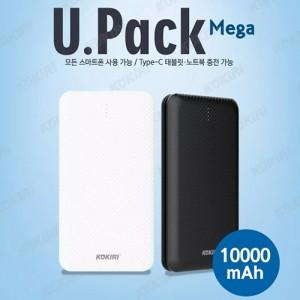 U.Pack Mega
모든 스마트폰 사용 가능 / Type-C 태블릿·노트북 충전 가능
KOKIRI
KOKIRI
10000
mAh